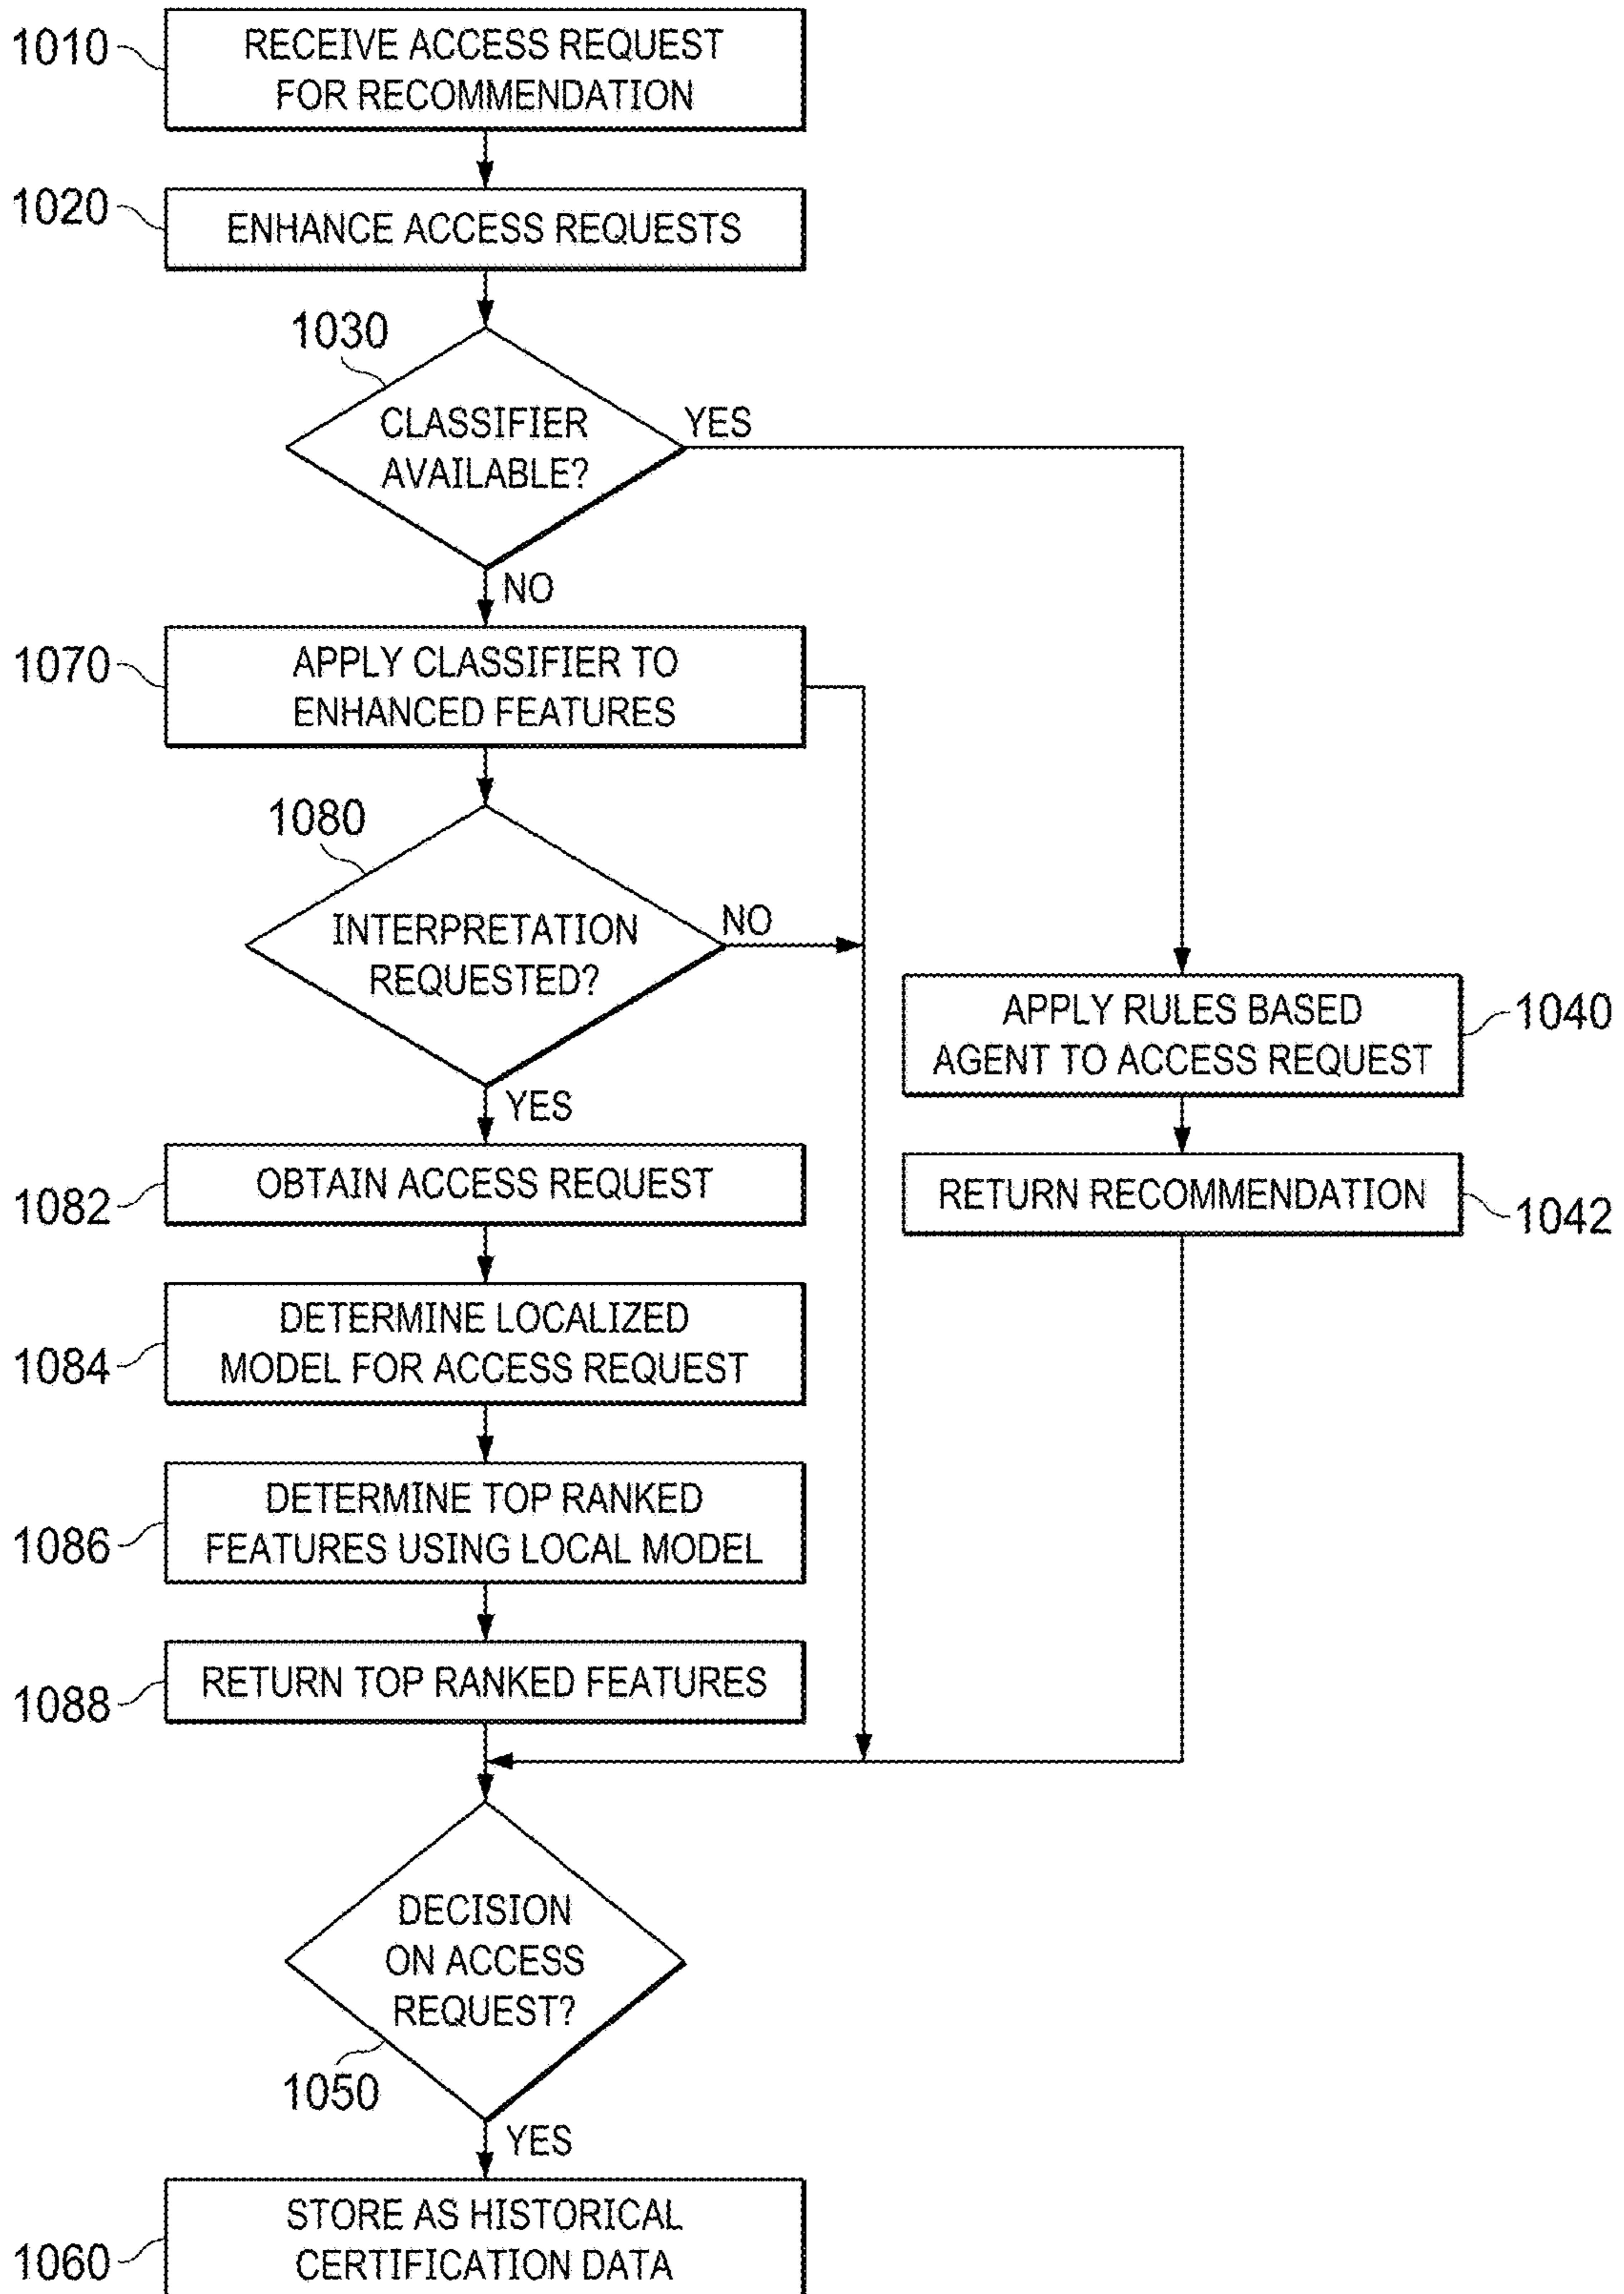 1010
RECEIVE ACCESS REQUEST
FOR RECOMMENDATION
1020
ENHANCE ACCESS REQUESTS
1030
CLASSIFIER
AVAILABLE?
YES
NO
1070
APPLY CLASSIFIER TO
ENHANCED FEATURES
1080
INTERPRETATION
REQUESTED?
NO
YES
APPLY RULES BASED
AGENT TO ACCESS REQUEST
1040
RETURN RECOMMENDATION
1042
1082
OBTAIN ACCESS REQUEST
1084
DETERMINE LOCALIZED
MODEL FOR ACCESS REQUEST
1086
DETERMINE TOP RANKED
FEATURES USING LOCAL MODEL
1088
RETURN TOP RANKED FEATURES
DECISION
ON ACCESS
REQUEST?
1050
YES
1060
STORE AS HISTORICAL
CERTIFICATION DATA